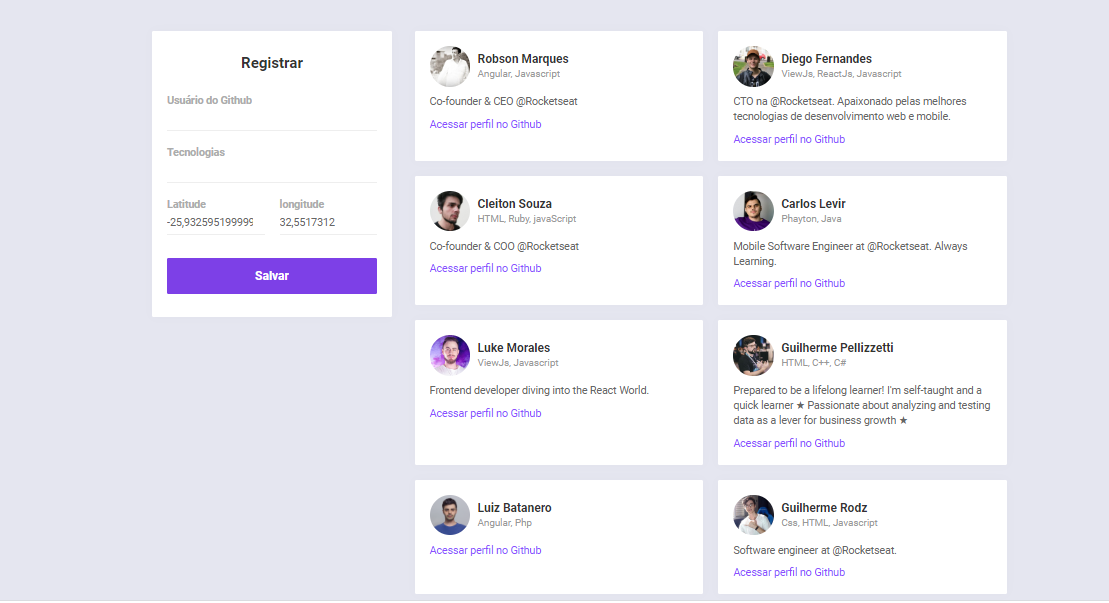 Registrar
Usuário do Github
Tecnologias
Latitude
longitude
-25,932595199999
32,5517312
Salvar
Robson Marques
Angular, Javascript
Co-founder & CEO @Rocketseat
Acessar perfil no Github
Diego Fernandes
ViewJs, ReactJs, Javascript
CTO na @Rocketseat. Apaixonado pelas melhores
tecnologias de desenvolvimento web e mobile.
Acessar perfil no Github
Cleiton Souza
HTML, Ruby, javaScript
Co-founder & COO @Rocketseat
Acessar perfil no Github
Carlos Levir
Phayton, Java
Mobile Software Engineer at @Rocketseat. Always
Learning.
Acessar perfil no Github
Luke Morales
ViewJs, Javascript
Frontend developer diving into the React World.
Acessar perfil no Github
Guilherme Pellizzetti
HTML, C++, C#
Prepared to be a lifelong learner! I'm self-taught and a
quick learner ★ Passionate about analyzing and testing
data as a lever for business growth ★
Acessar perfil no Github
Luiz Batanero
Angular, Php
Acessar perfil no Github
Guilherme Rodz
Css, HTML, Javascript
Software engineer at @Rocketseat.
Acessar perfil no Github